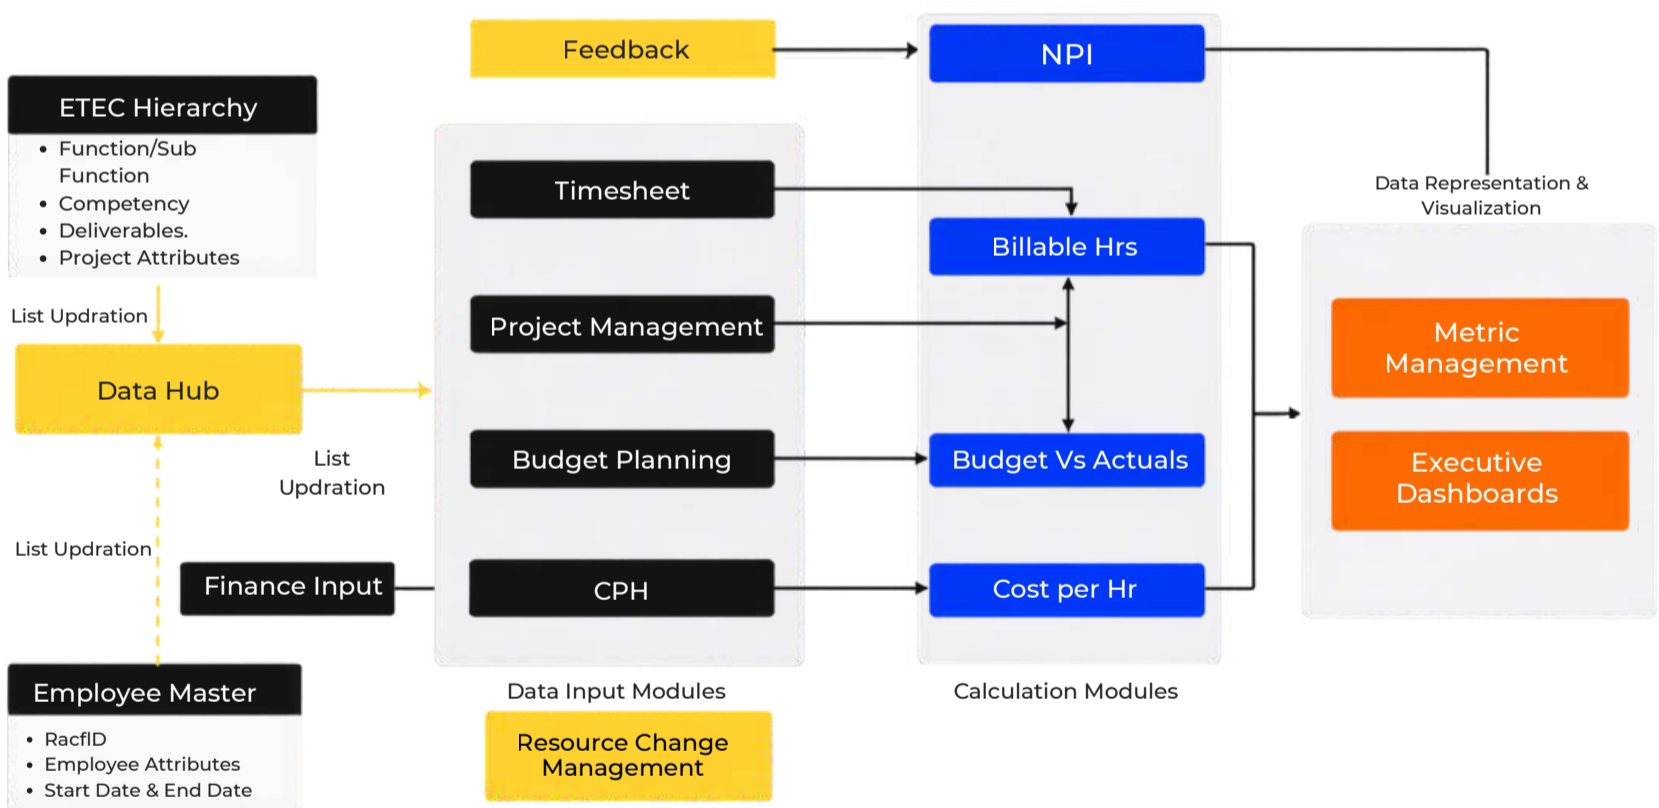 Feedback
NPI
ETEC Hierarchy
• Function/Sub
Function
• Competency
• Deliverables.
• Project Attributes
Timesheet
Data Representation &
Visualization
Billable Hrs
List Updration
Project Management
Metric
Management
Data Hub
List
Updration
Budget Planning
Budget Vs Actuals
Executive
Dashboards
List Updration
Finance Input
CPH
Cost per Hr
Employee Master
• RacfID
• Employee Attributes
• Start Date & End Date
Data Input Modules
Calculation Modules
Resource Change
Management